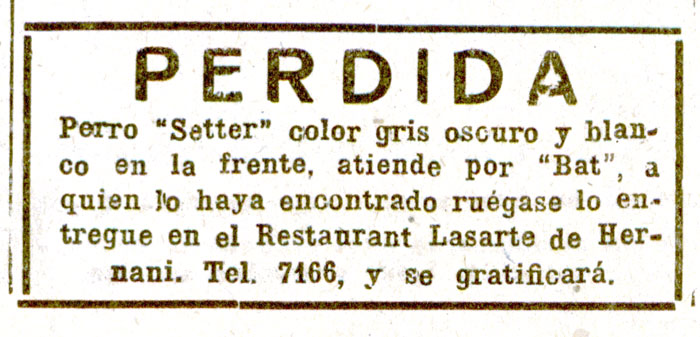 PERDIDA
Perro "Setter" color gris oscuro y blan-
co en la frente, atiende por "Bat", a
quien lo haya encontrado ruégase lo en-
tregue en el Restaurant Lasarte de Her-
nani. Tel. 7166, y se gratificará.